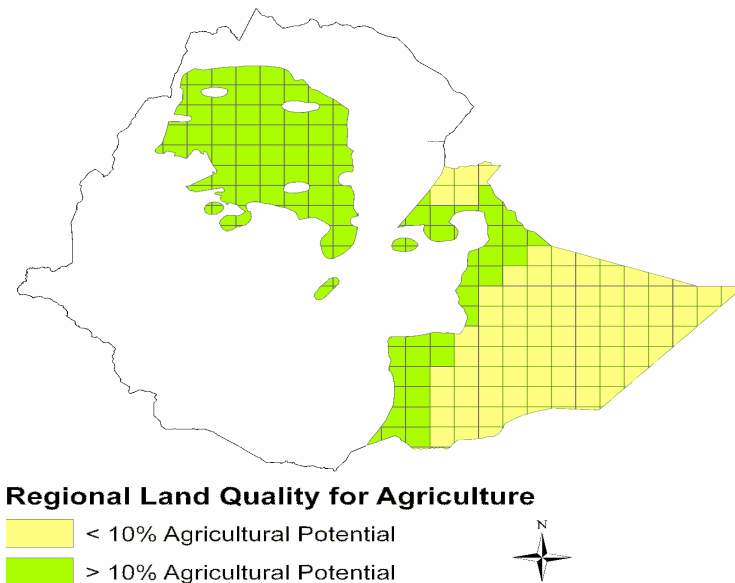 Regional Land Quality for Agriculture
< 10% Agricultural Potential
N
> 10% Agricultural Potential